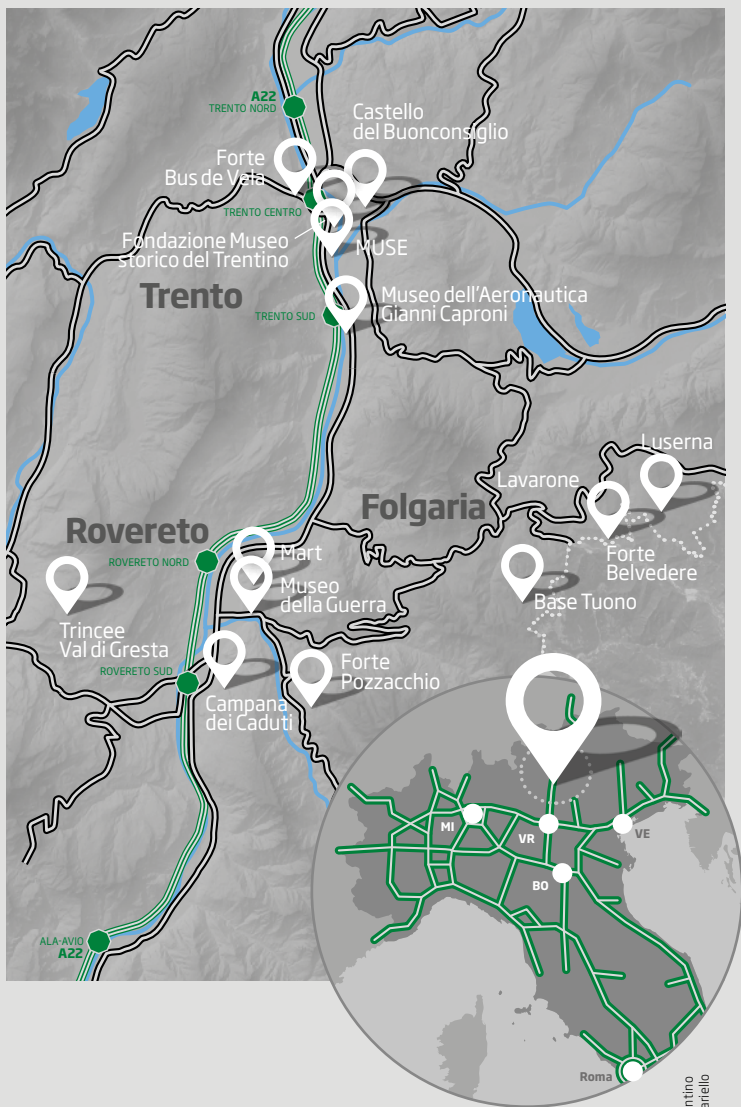 A22
TRENTO NORD
Castello
del Buonconsiglio
Forte
Bus de Vela
TRENTO CENTRO
Fondazione Museo
storico del Trentino
MUSE
Trento
Museo dell'Aeronautica
Gianni Caproni
TRENTO SUD
Luserna
Lavarone
Folgaria
Rovereto
Forte
Belvedere
ROVERETO NORD
Mart
Museo
della Guerra
Base Tuono
Trincee
Val di Gresta
ROVERETO SUD
Forte
Pozzacchio
Campana
dei Caduti
MI
VR
VE
BO
ALA-AVIO
A22
Roma